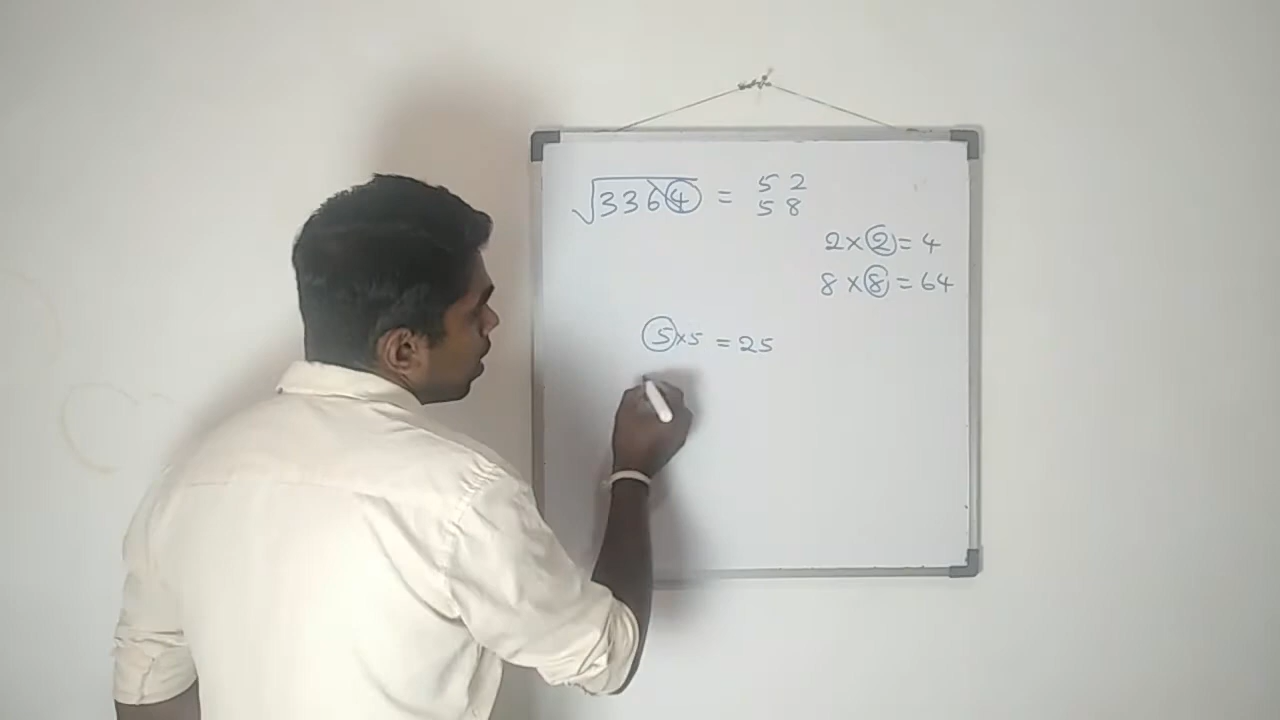 √3364 = 52
58
2×2=4
8×8=64
5×5 = 25